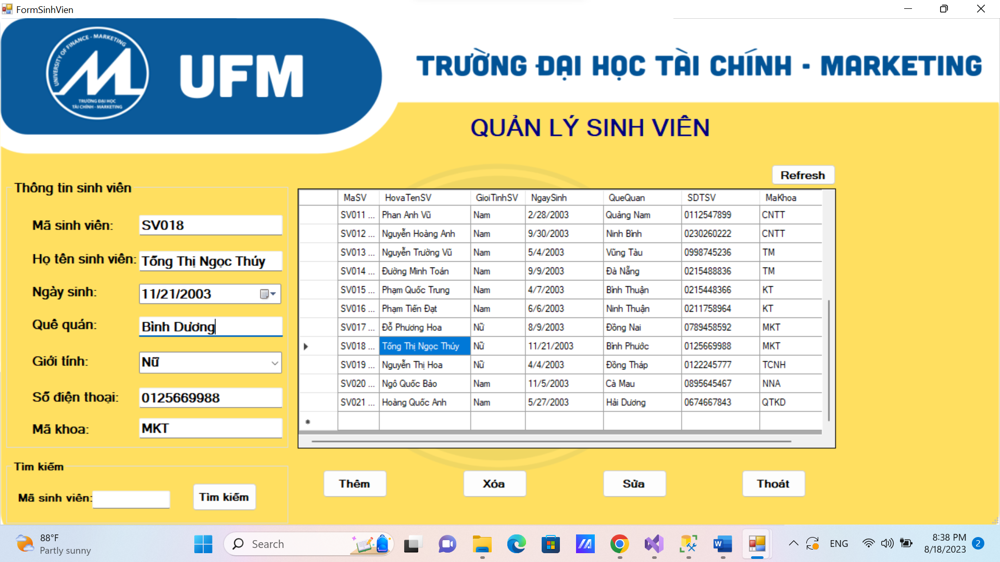 FormSinhVien
UNIVERSITY OF FINANCE - MARKETING
TRƯỜNG ĐẠI HỌC
TÀI CHÍNH - MARKETING
UFM
TRƯỜNG ĐẠI HỌC TÀI CHÍNH - MARKETING
QUẢN LÝ SINH VIÊN
Refresh
Thông tin sinh viên
Mã sinh viên: SV018
Họ tên sinh viên: Tống Thị Ngọc Thúy
Ngày sinh: 11/21/2003
Quê quán: Bình Dương
Giới tính: Nữ
Số điện thoại: 0125669988
Mã khoa: MKT
MaSV HovaTenSV GioiTinhSV NgaySinh QueQuan SDTSV MaKhoa
SV011 ... Phan Anh Vũ Nam 2/28/2003 Quảng Nam 0112547899 CNTT
SV012 ... Nguyễn Hoàng Anh Nam 9/30/2003 Ninh Bình 0230260222 CNTT
SV013 ... Nguyễn Trường Vũ Nam 5/4/2003 Vũng Tàu 0998745236 TM
SV014 ... Đường Minh Toán Nam 9/9/2003 Đà Nẵng 0215488836 TM
SV015 ... Phạm Quốc Trung Nam 4/7/2003 Bình Thuận 0215448366 KT
SV016 ... Phạm Tiến Đạt Nam 6/6/2003 Ninh Thuận 0211758964 KT
SV017 ... Đỗ Phương Hoa Nữ 8/9/2003 Đồng Nai 0789458592 MKT
SV018 ... Tống Thị Ngọc Thúy Nữ 11/21/2003 Bình Phước 0125669988 MKT
SV019 ... Nguyễn Thị Hoa Nữ 4/4/2003 Đồng Tháp 0122245777 TCNH
SV020 ... Ngô Quốc Bảo Nam 11/5/2003 Cà Mau 0895645467 NNA
SV021 ... Hoàng Quốc Anh Nam 5/27/2003 Hải Dương 0674667843 QTKD
Tìm kiếm
Mã sinh viên: Tìm kiếm
Thêm Xóa Sửa Thoát
88°F
Partly sunny
Search
ENG
8:38 PM
8/18/2023
2